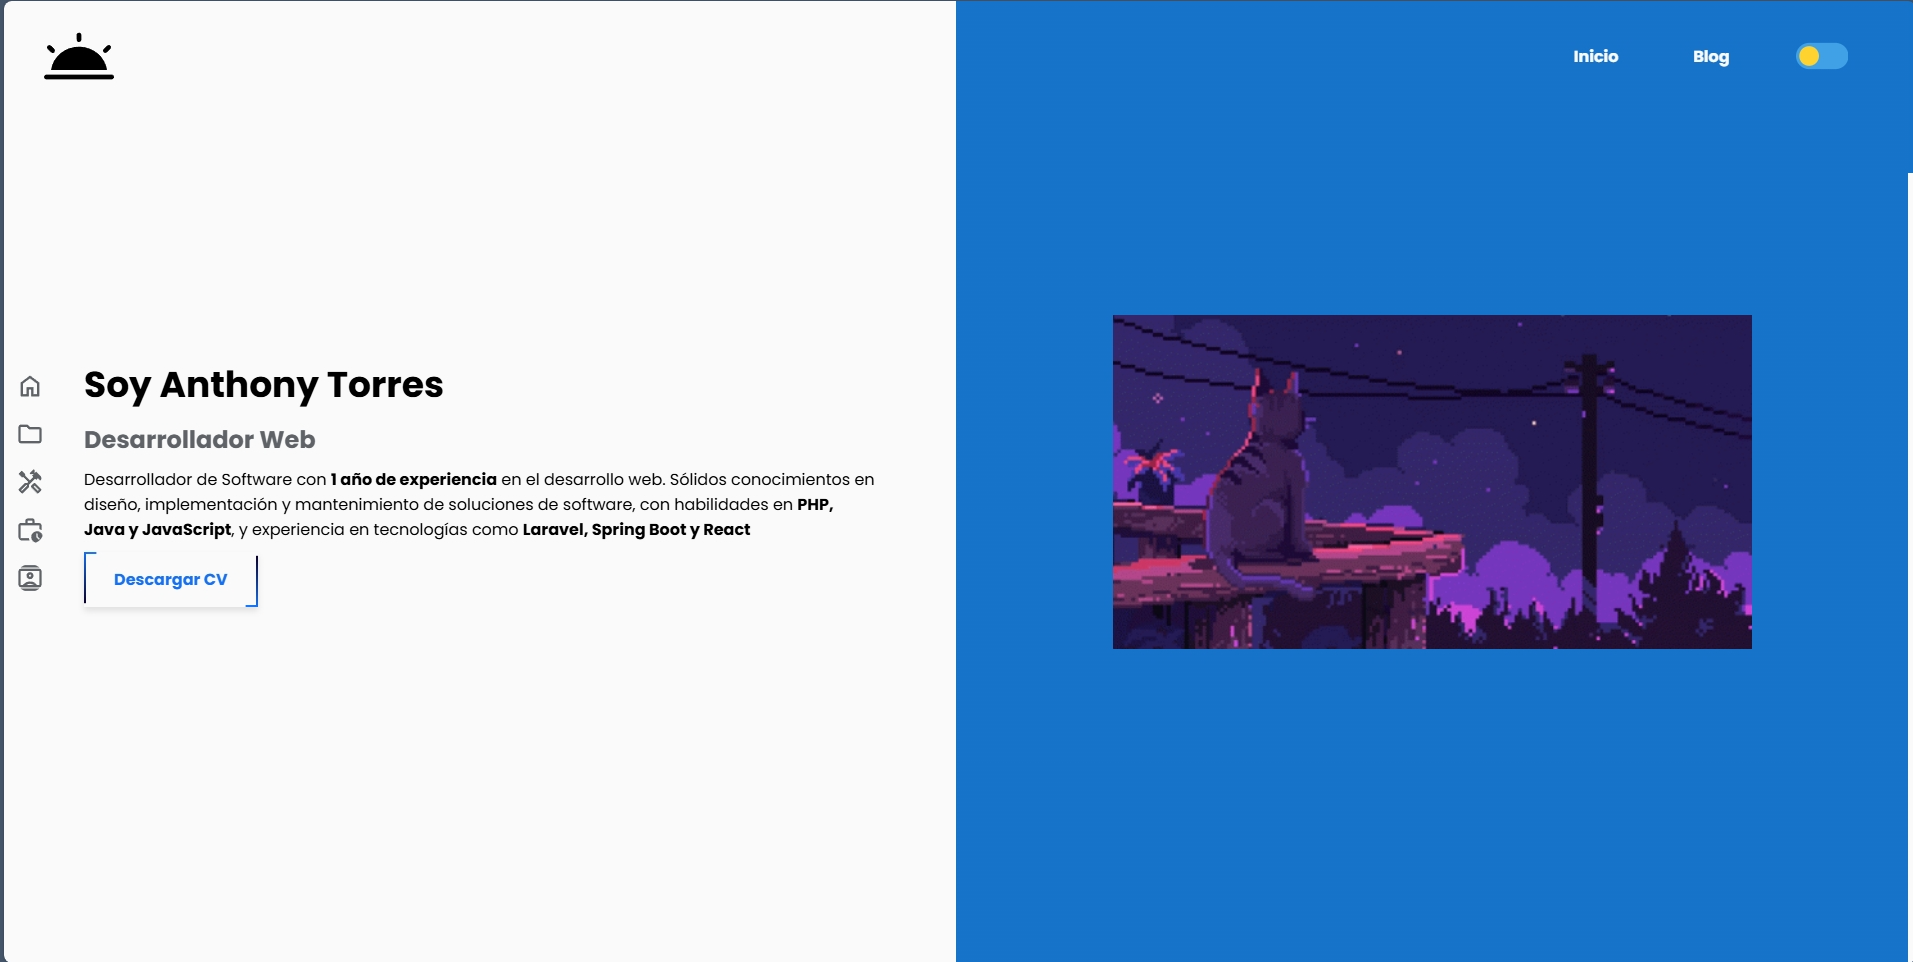 Inicio
Blog
Soy Anthony Torres
Desarrollador Web
Desarrollador de Software con 1 año de experiencia en el desarrollo web. Sólidos conocimientos en
diseño, implementación y mantenimiento de soluciones de software, con habilidades en PHP,
Java y JavaScript, y experiencia en tecnologías como Laravel, Spring Boot y React
Descargar CV